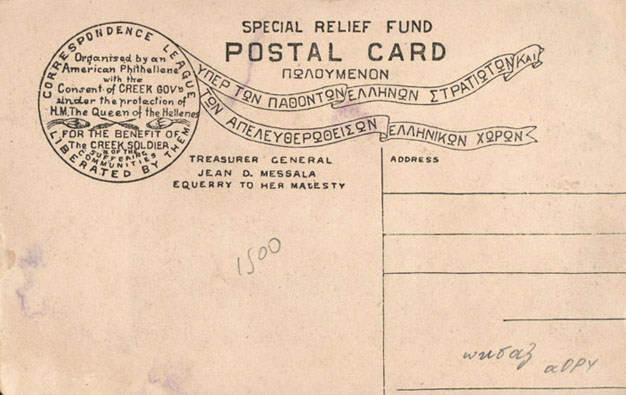 SPECIAL RELIEF FUND
POSTAL CARD
ΠΩΛΟΥΜΕΝΟΝ
ΥΠΕΡ ΤΩΝ ΠΑΘΟΝΤΩΝ ΕΛΛΗΝΩΝ ΣΤΡΑΤΙΩΤΩΝ ΚΑΙ
ΤΩΝ ΑΠΕΛΕΥΘΕΡΩΘΕΙΣΩΝ ΕΛΛΗΝΙΚΩΝ ΧΩΡΩΝ
CORRESPONDENCE LEAGUE
Organised by an
American Philhellene
with the
Consent of GREEK GOVT
under the protection of
H.M. The Queen of the Hellenes
FOR THE BENEFIT OF
The GREEK SOLDIER
& OF THE
SUFFERING
COMMUNITIES
LIBERATED BY THEM
TREASURER GENERAL
JEAN D. MESSALA
EQUERRY TO HER MAJESTY
ADDRESS
1500